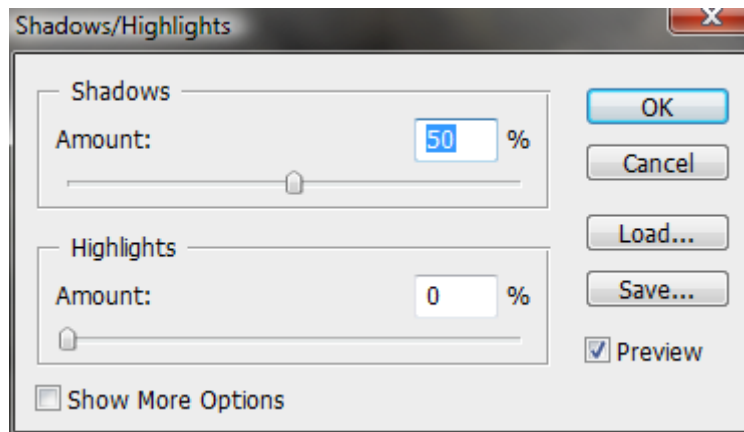 Shadows/Highlights
Shadows
Amount: 50 %
Highlights
Amount: 0 %
Show More Options
OK
Cancel
Load...
Save...
Preview